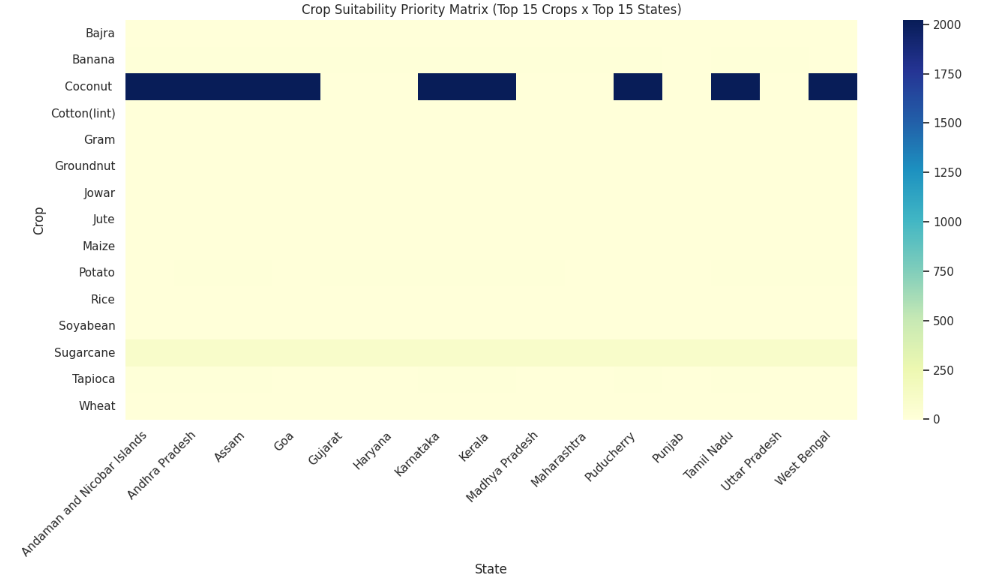 Crop Suitability Priority Matrix (Top 15 Crops x Top 15 States)
Crop
Bajra
Banana
Coconut
Cotton(lint)
Gram
Groundnut
Jowar
Jute
Maize
Potato
Rice
Soyabean
Sugarcane
Tapioca
Wheat
2000
1750
1500
1250
1000
750
500
250
0
Andaman and Nicobar Islands
Andhra Pradesh
Assam
Goa
Gujarat
Haryana
Karnataka
Kerala
Madhya Pradesh
Maharashtra
Puducherry
Punjab
Tamil Nadu
Uttar Pradesh
West Bengal
State